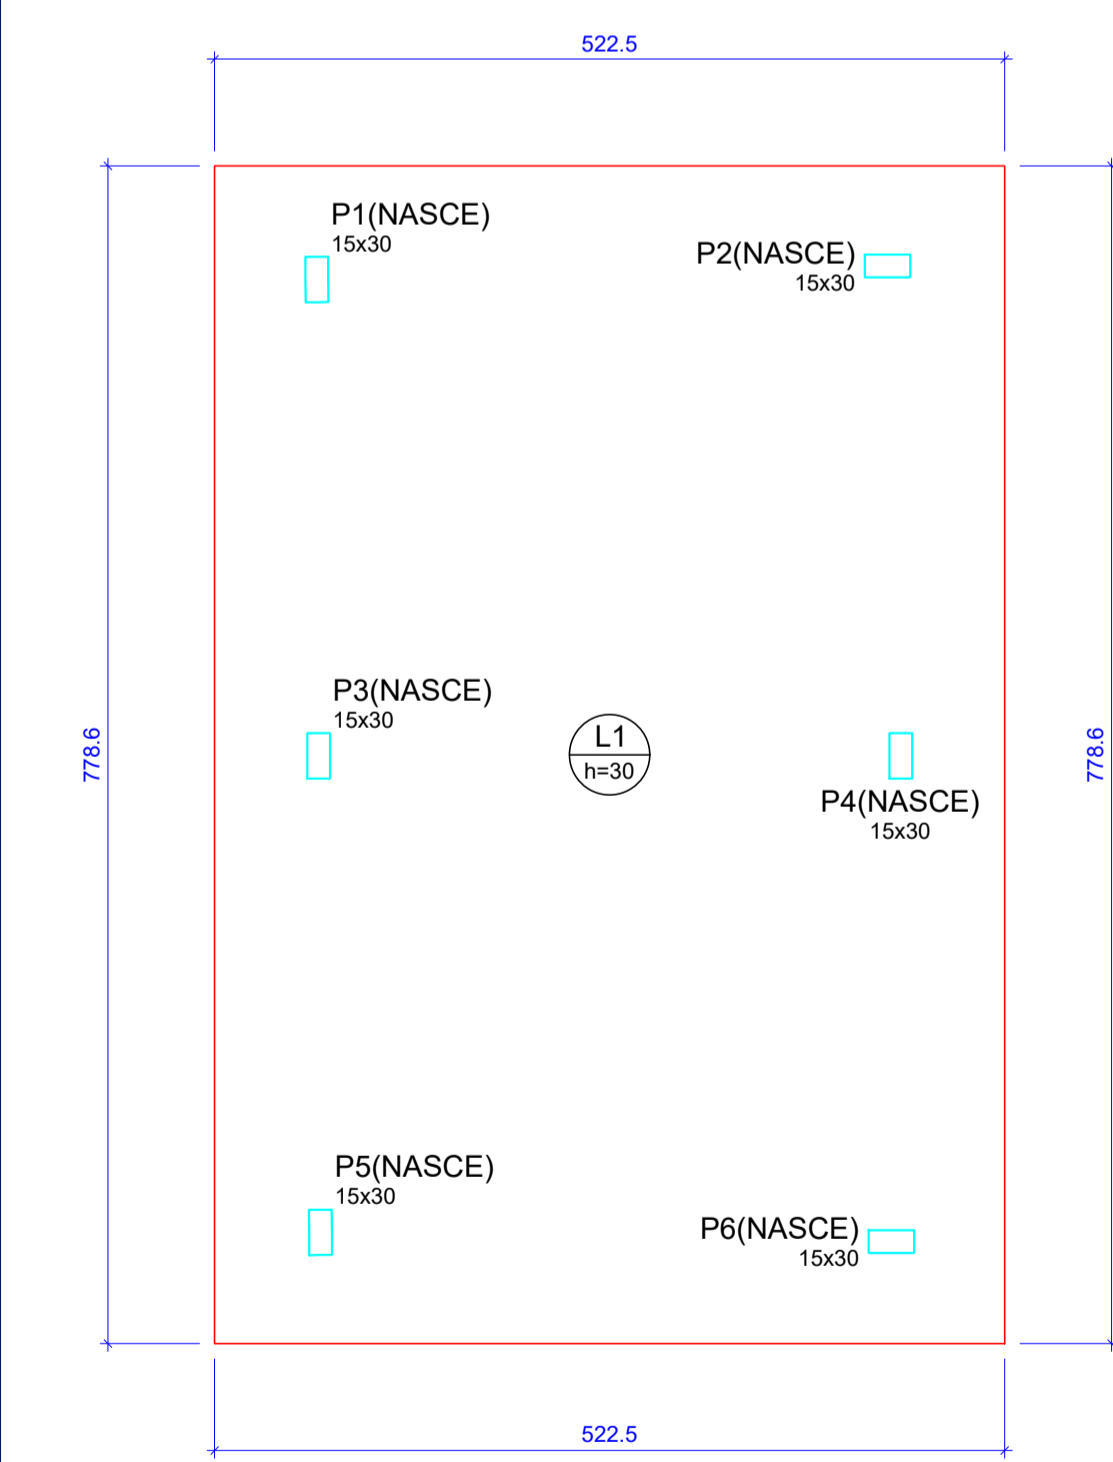 522.5
P1(NASCE)
15x30
P2(NASCE)
15x30
P3(NASCE)
15x30
L1
h=30
778.6
778.6
P4(NASCE)
15x30
P5(NASCE)
15x30
P6(NASCE)
15x30
522.5